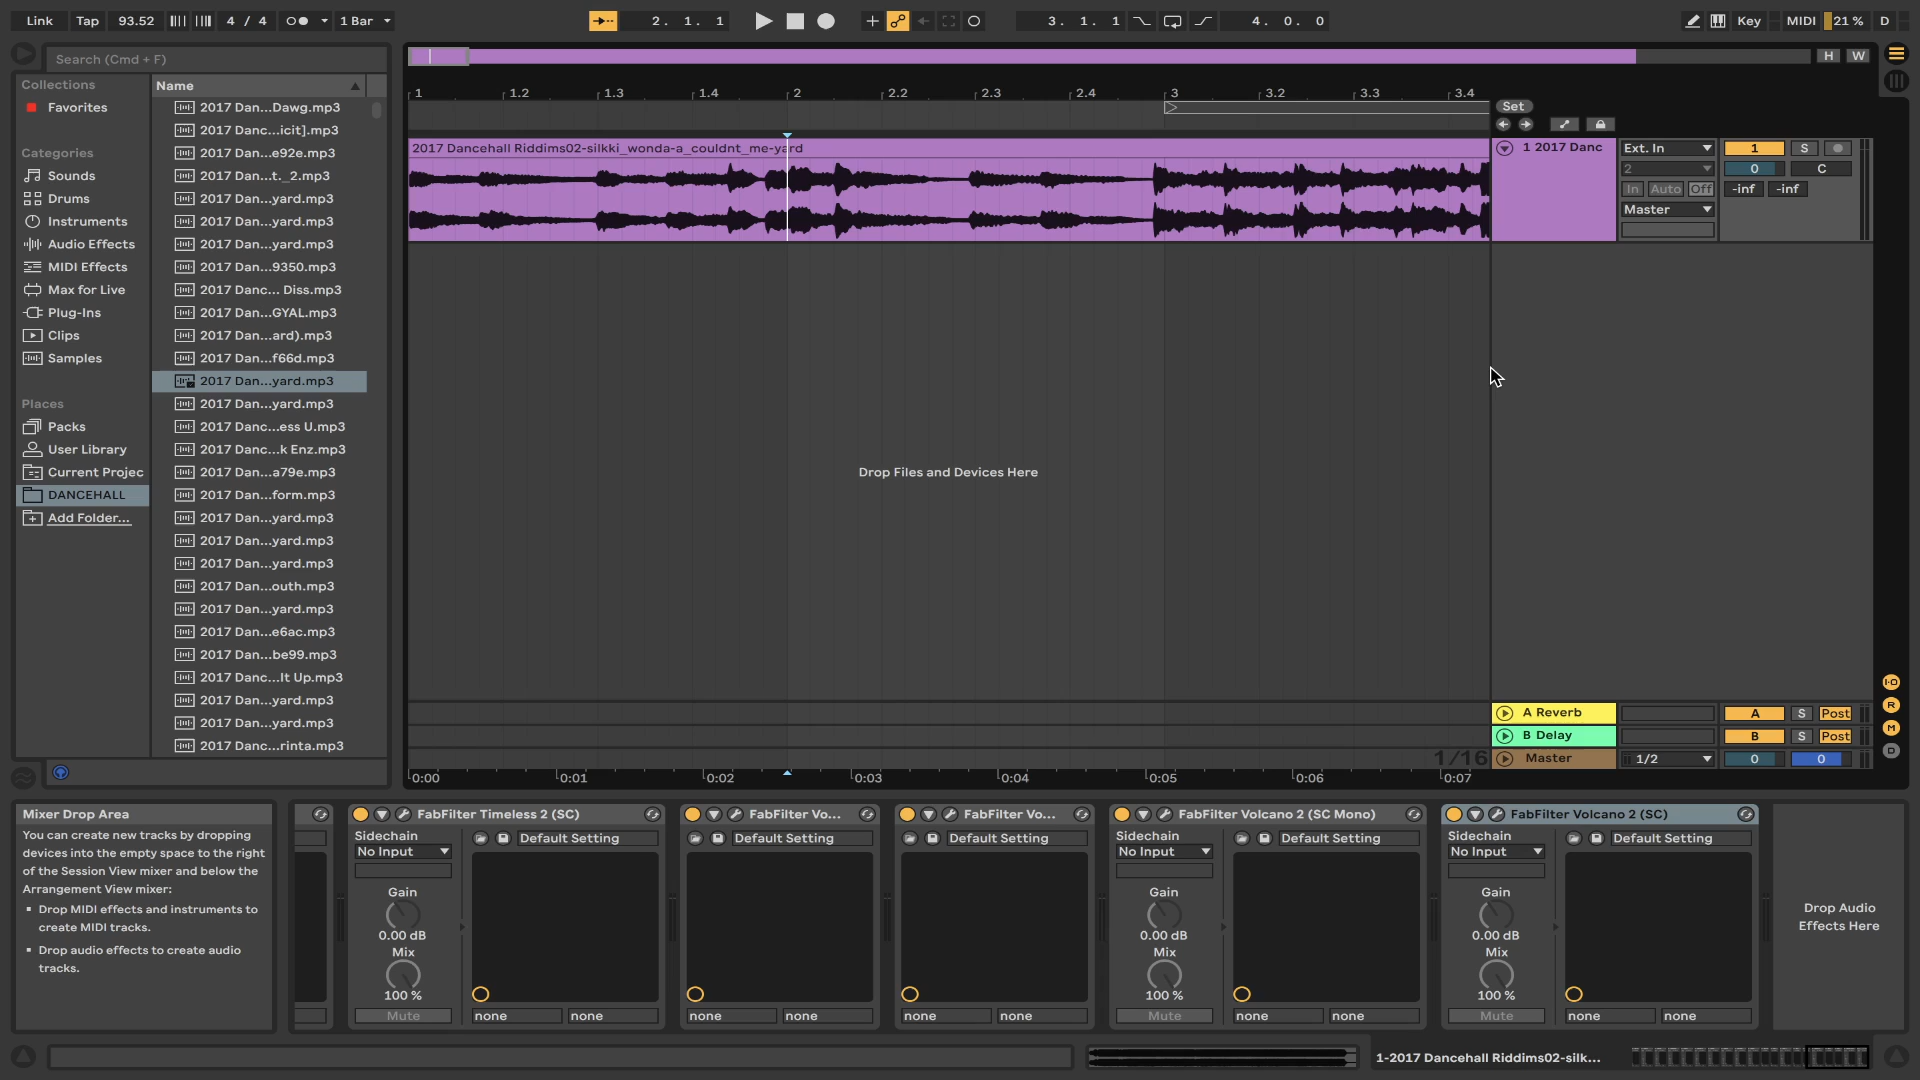 Link Tap 93.52 4 / 4 1 Bar 2. 1. 1 3. 1. 1 4. 0. 0 Key MIDI 21 % D
Search (Cmd + F)
H W
Collections
Favorites
Categories
Sounds
Drums
Instruments
Audio Effects
MIDI Effects
Max for Live
Plug-Ins
Clips
Samples
Places
Packs
User Library
Current Projec
DANCEHALL
Add Folder...
Name
2017 Dan...Dawg.mp3
2017 Danc...icit].mp3
2017 Dan...e92e.mp3
2017 Dan...t._2.mp3
2017 Dan...yard.mp3
2017 Dan...yard.mp3
2017 Dan...yard.mp3
2017 Dan...9350.mp3
2017 Danc... Diss.mp3
2017 Dan...GYAL.mp3
2017 Dan...ard).mp3
2017 Dan...f66d.mp3
2017 Dan...yard.mp3
2017 Dan...yard.mp3
2017 Danc...ess U.mp3
2017 Danc...k Enz.mp3
2017 Dan...a79e.mp3
2017 Dan...form.mp3
2017 Dan...yard.mp3
2017 Dan...yard.mp3
2017 Dan...yard.mp3
2017 Dan...outh.mp3
2017 Dan...yard.mp3
2017 Dan...e6ac.mp3
2017 Dan...be99.mp3
2017 Danc...It Up.mp3
2017 Dan...yard.mp3
2017 Dan...yard.mp3
2017 Danc...rinta.mp3
1 1.2 1.3 1.4 2 2.2 2.3 2.4 3 3.2 3.3 3.4
Set
2017 Dancehall Riddims02-silkki_wonda-a_couldnt_me-yard
1 2017 Danc Ext. In 1 S
2 0 C
In Auto Off -inf -inf
Master
Drop Files and Devices Here
A Reverb A S Post
B Delay B S Post
1/16 Master 1/2 0 0
0:00 0:01 0:02 0:03 0:04 0:05 0:06 0:07
I·O
R
M
D
Mixer Drop Area
You can create new tracks by dropping
devices into the empty space to the right
of the Session View mixer and below the
Arrangement View mixer:
Drop MIDI effects and instruments to
create MIDI tracks.
Drop audio effects to create audio
tracks.
FabFilter Timeless 2 (SC)
Sidechain
No Input
Default Setting
Gain
0.00 dB
Mix
100 %
Mute
none none
FabFilter Vo...
Default Setting
none none
FabFilter Vo...
Default Setting
none none
FabFilter Volcano 2 (SC Mono)
Sidechain
No Input
Default Setting
Gain
0.00 dB
Mix
100 %
Mute
none none
FabFilter Volcano 2 (SC)
Sidechain
No Input
Default Setting
Gain
0.00 dB
Mix
100 %
Mute
none none
Drop Audio
Effects Here
1-2017 Dancehall Riddims02-silk...